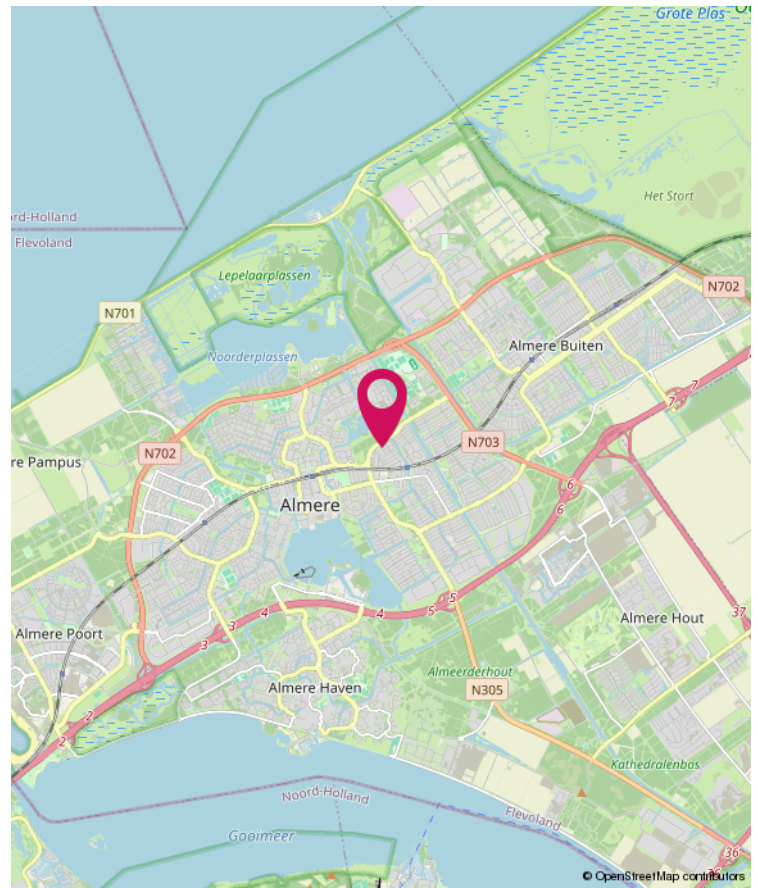 Grote Plas
Het Stort
rd-Holland
Flevoland
Lepelaarplassen
N702
N701
Almere Buiten
Noorderplassen
7
7
N703
N702
re Pampus
6
6
Almere
5
5
4
4
3
3
37
Almere Hout
Almere Poort
Almeerderhout
Almere Haven
N305
2
2
Kathedralenbos
Noord-Holland
Flevoland
Gooimeer
36
© OpenStreetMap contributors